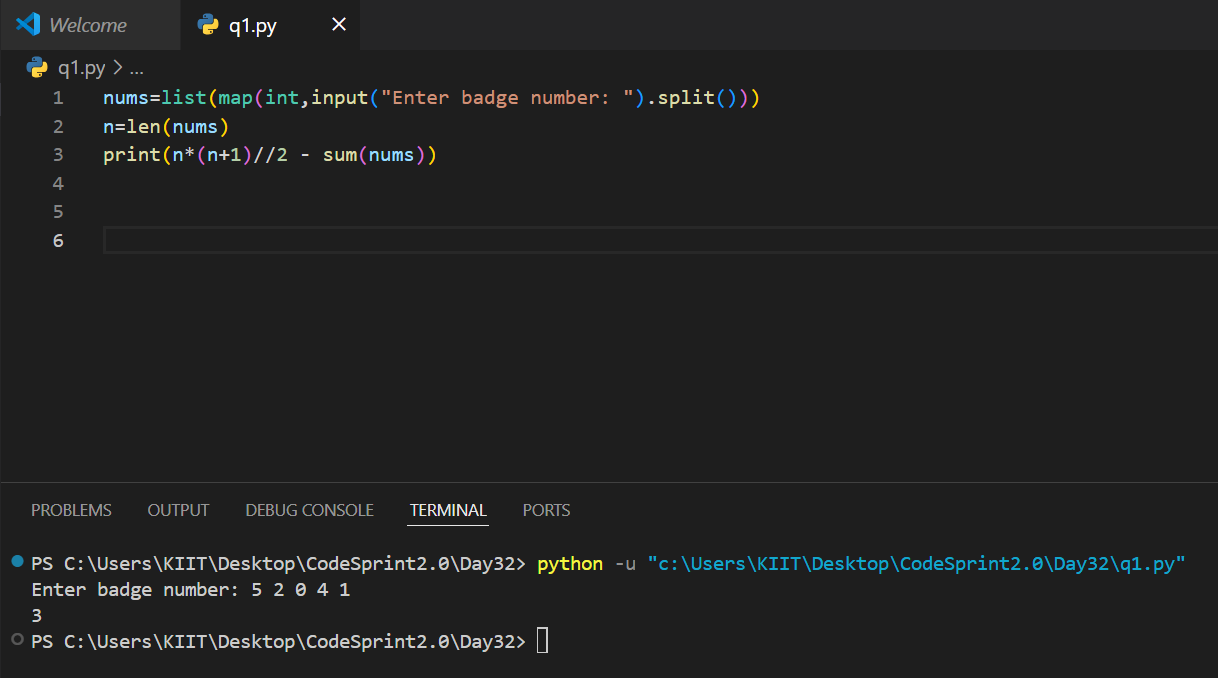 Welcome q1.py
q1.py > ...
1 nums=list(map(int,input("Enter badge number: ").split()))
2 n=len(nums)
3 print(n*(n+1)//2 - sum(nums))
4
5
6
PROBLEMS OUTPUT DEBUG CONSOLE TERMINAL PORTS
PS C:\Users\KIIT\Desktop\CodeSprint2.0\Day32> python -u "c:\Users\KIIT\Desktop\CodeSprint2.0\Day32\q1.py"
Enter badge number: 5 2 0 4 1
3
PS C:\Users\KIIT\Desktop\CodeSprint2.0\Day32>